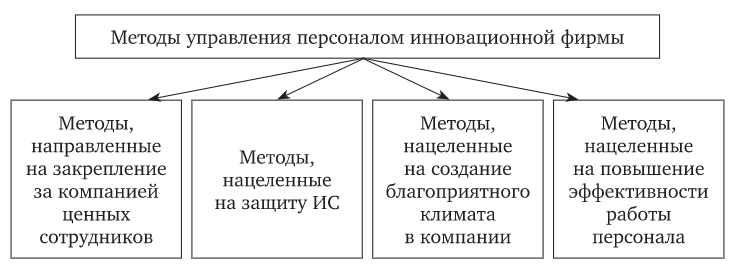 Методы управления персоналом инновационной фирмы
Методы,
направленные
на закрепление
за компанией
ценных
сотрудников
Методы,
нацеленные
на защиту ИС
Методы,
нацеленные
на создание
благоприятного
климата
в компании
Методы,
нацеленные
на повышение
эффективности
работы
персонала